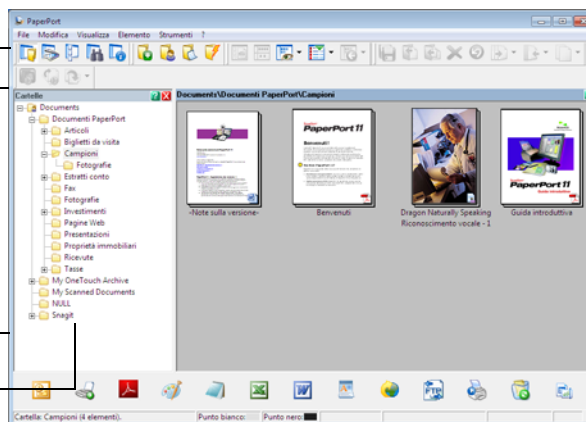 PaperPort
File Modifica Visualizza Elemento Strumenti ?
Cartelle
Documents\Documenti PaperPort\Campioni
Documents
Documenti PaperPort
Articoli
Biglietti da visita
Campioni
Fotografie
Estratti conto
Fax
Fotografie
Investimenti
Pagine Web
Presentazioni
Proprietà immobiliari
Ricevute
Tasse
My OneTouch Archive
My Scanned Documents
NULL
Snagit
PaperPort 11
Benvenuti!
PaperPort 11
Guida introduttiva
-Note sulla versione-
Benvenuti
Dragon Naturally Speaking
Riconoscimento vocale - 1
Guida introduttiva
FTP
Cartella: Campioni (4 elementi). Punto bianco: Punto nero: